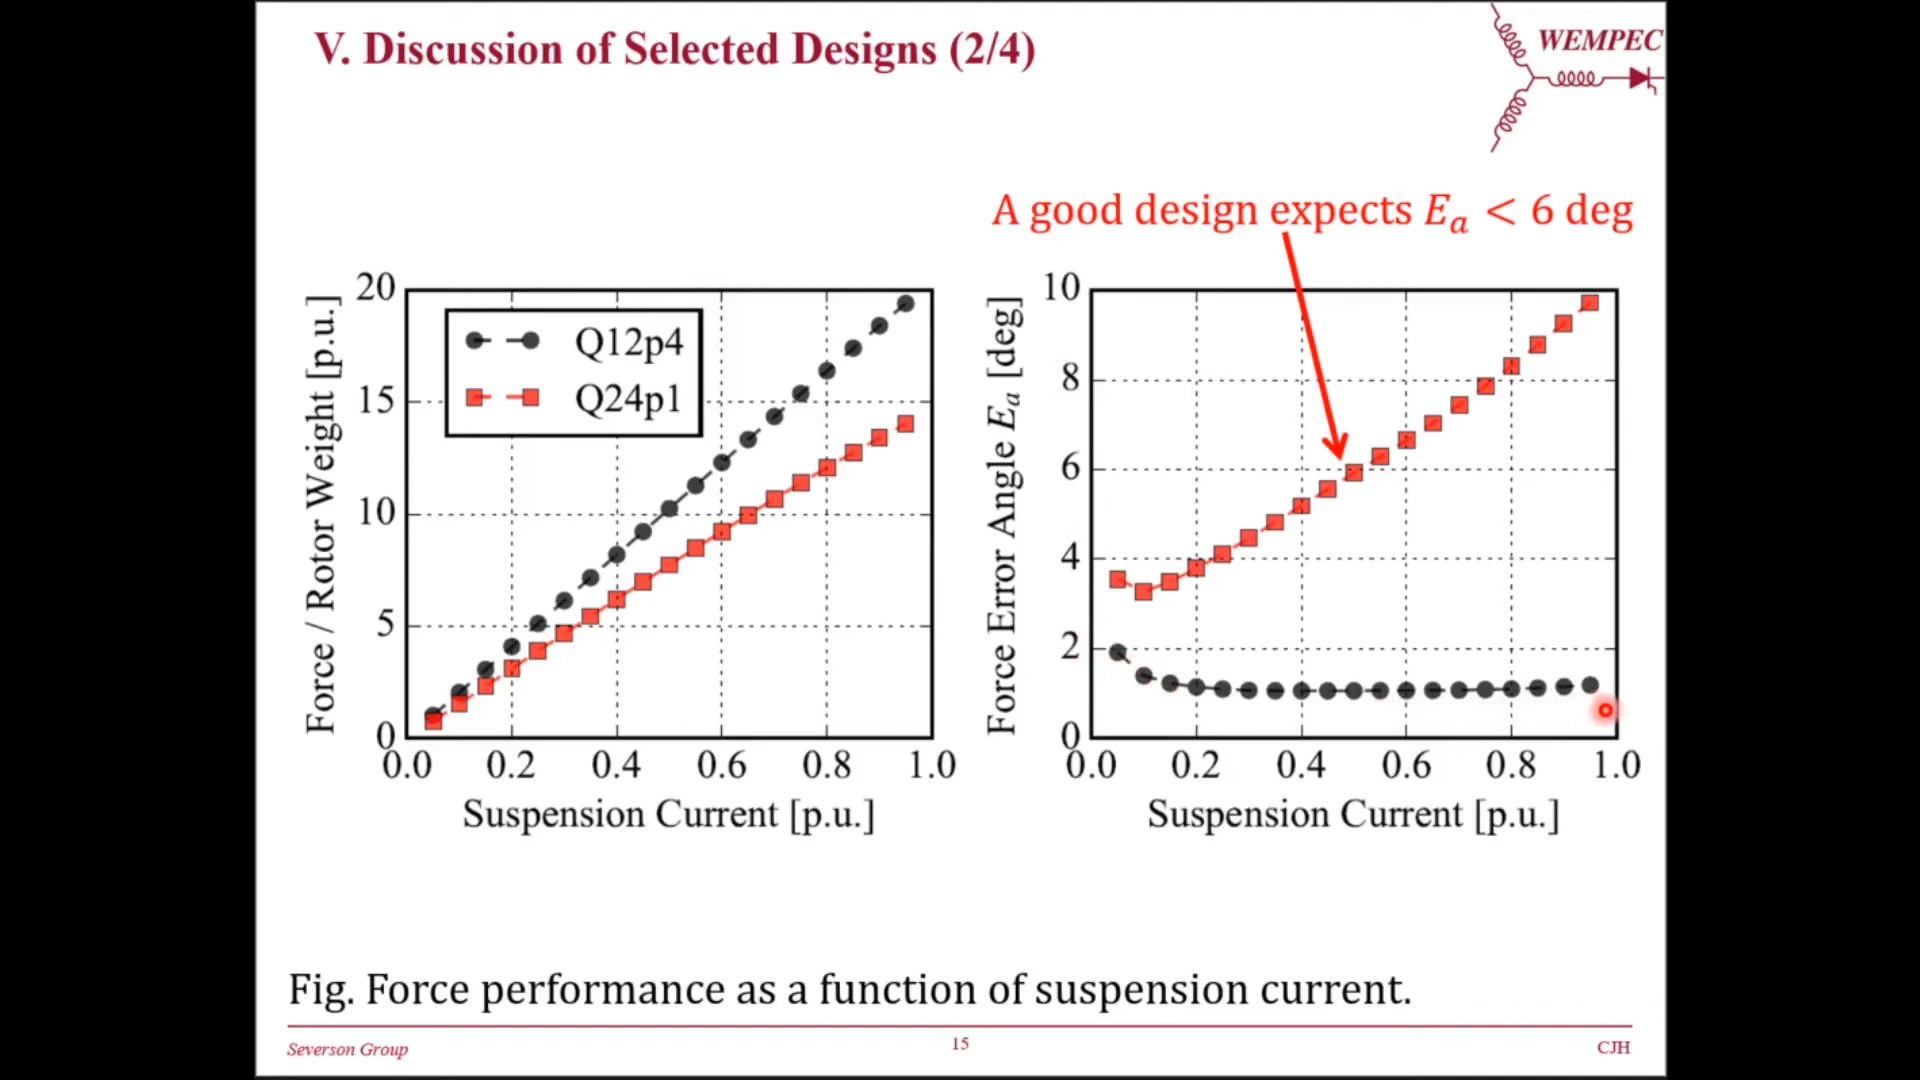 V. Discussion of Selected Designs (2/4)
WEMPEC
A good design expects E_a < 6 deg
Force / Rotor Weight [p.u.]
20
15
10
5
0
Q12p4
Q24p1
0.0 0.2 0.4 0.6 0.8 1.0
Suspension Current [p.u.]
Force Error Angle E_a [deg]
10
8
6
4
2
0
0.0 0.2 0.4 0.6 0.8 1.0
Suspension Current [p.u.]
Fig. Force performance as a function of suspension current.
Severson Group
15
CJH